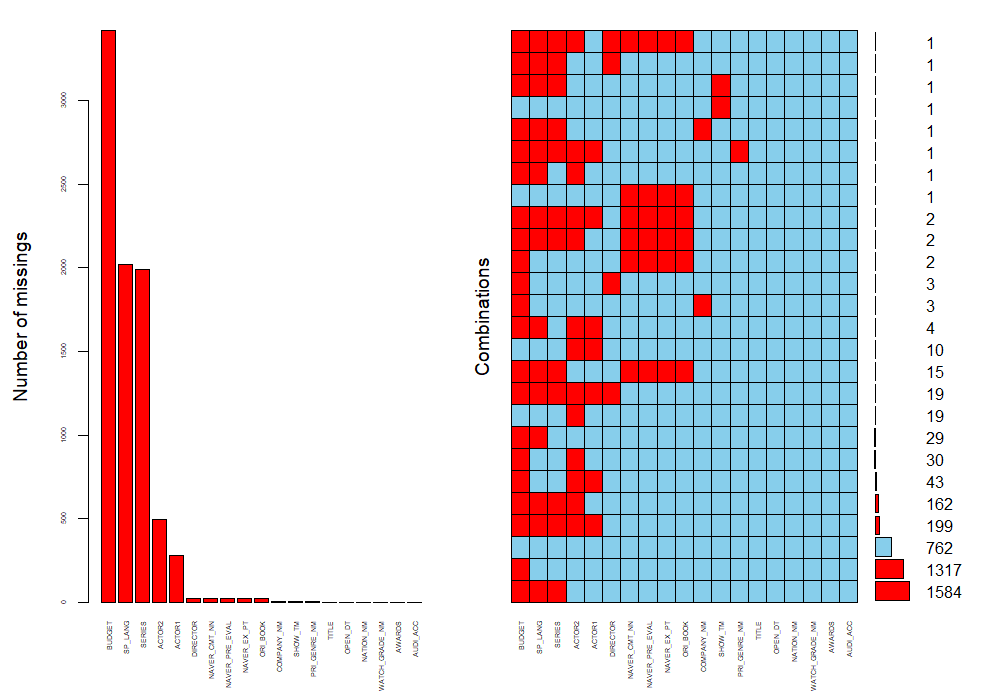 Number of missings
3000
2500
2000
1500
1000
500
0
BUDGET
SP_LANG
SERIES
ACTOR2
ACTOR1
DIRECTOR
NAVER_CMT_NN
NAVER_PRE_EVAL
NAVER_EX_PT
ORI_BOOK
COMPANY_NM
SHOW_TM
PRI_GENRE_NM
TITLE
OPEN_DT
NATION_NM
WATCH_GRADE_NM
AWARDS
AUDI_ACC
Combinations
1
1
1
1
1
1
1
1
2
2
2
3
3
4
10
15
19
19
29
30
43
162
199
762
1317
1584
BUDGET
SP_LANG
SERIES
ACTOR2
ACTOR1
DIRECTOR
NAVER_CMT_NN
NAVER_PRE_EVAL
NAVER_EX_PT
ORI_BOOK
COMPANY_NM
SHOW_TM
PRI_GENRE_NM
TITLE
OPEN_DT
NATION_NM
WATCH_GRADE_NM
AWARDS
AUDI_ACC